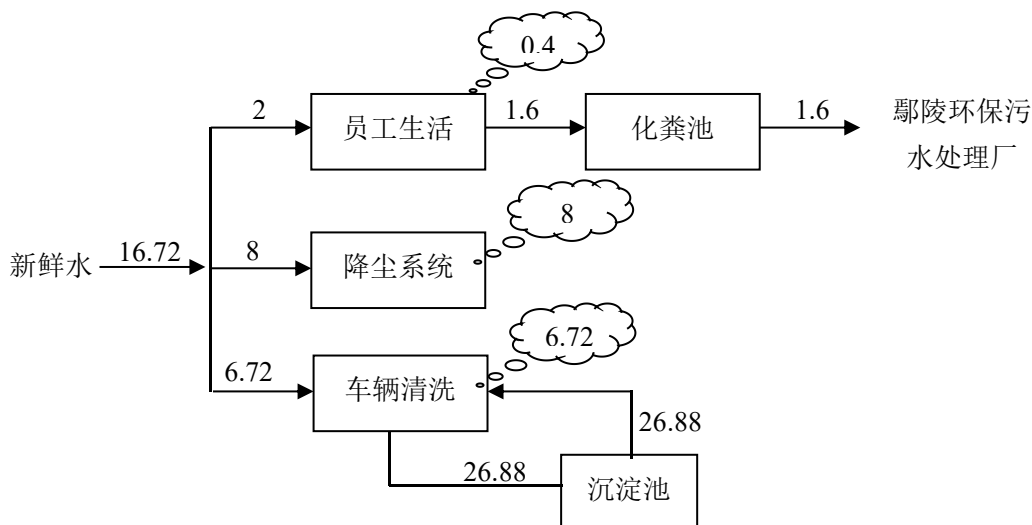 0.4
2
员工生活
1.6
化粪池
1.6
鄢陵环保污
水处理厂
8
新鲜水
16.72
8
降尘系统
6.72
6.72
车辆清洗
26.88
26.88
沉淀池